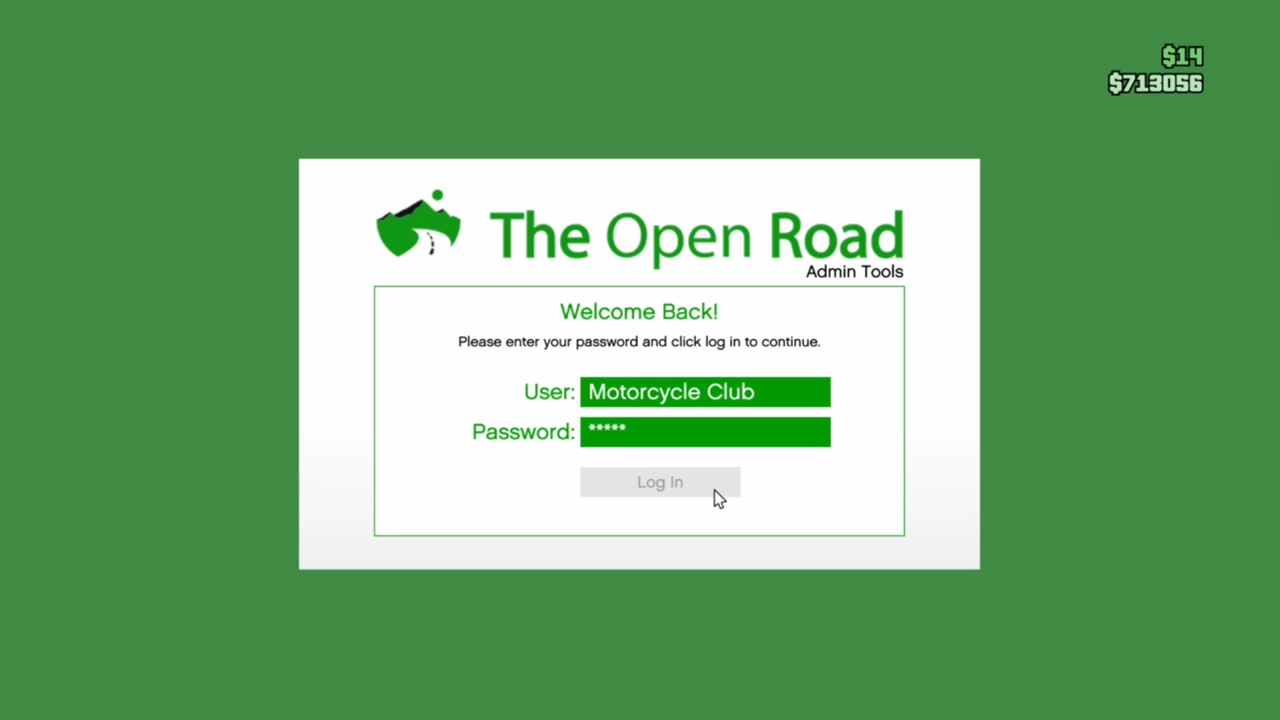 $14
$713056
The Open Road
Admin Tools
Welcome Back!
Please enter your password and click log in to continue.
User: Motorcycle Club
Password: *****
Log In